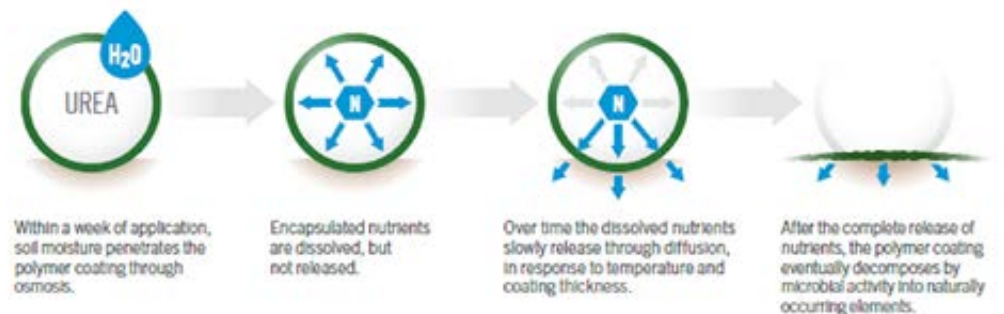 H2O
UREA
N
N
Within a week of application,
soil moisture penetrates the
polymer coating through
osmosis.
Encapsulated nutrients
are dissolved, but
not released.
Over time the dissolved nutrients
slowly release through diffusion,
in response to temperature and
coating thickness.
After the complete release of
nutrients, the polymer coating
eventually decomposes by
microbial activity into naturally
occurring elements.